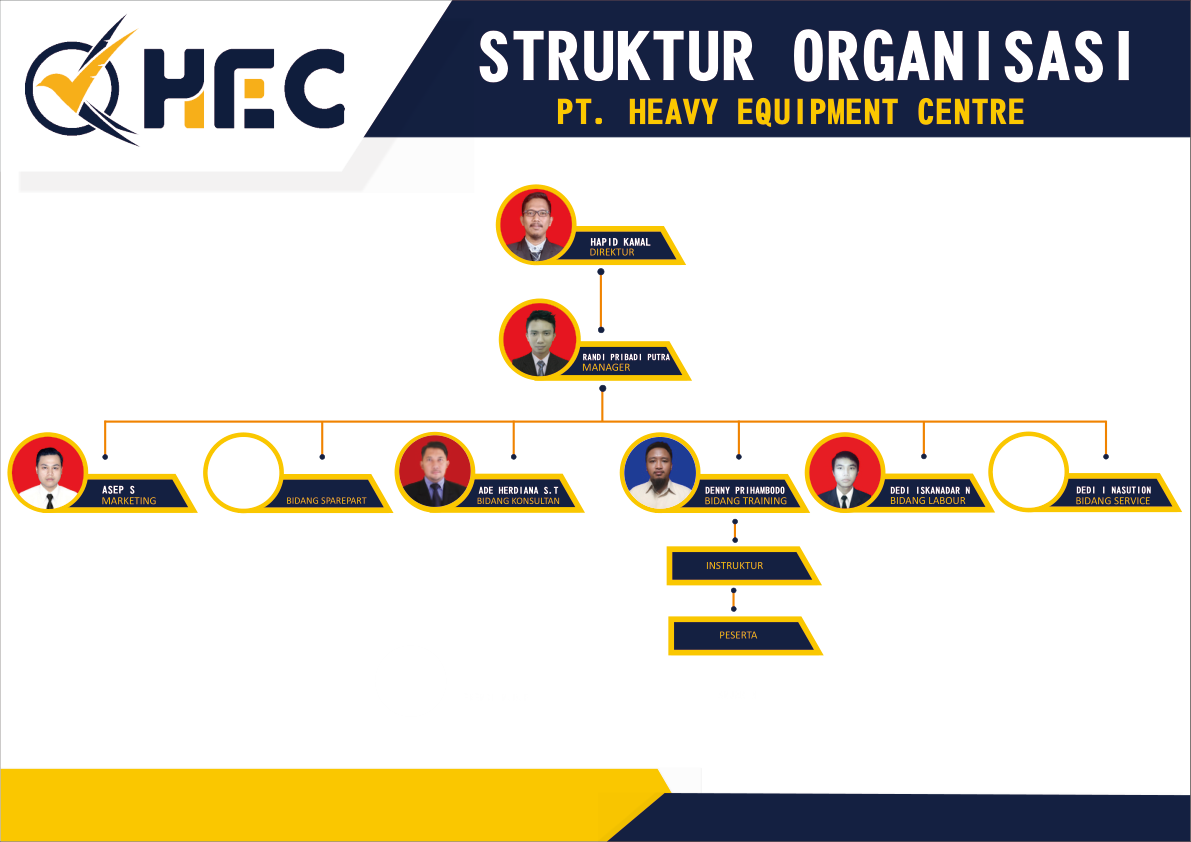 HEC
STRUKTUR ORGANISASI
PT. HEAVY EQUIPMENT CENTRE
HAPID KAMAL
DIREKTUR
RANDI PRIBADI PUTRA
MANAGER
ASEP S
MARKETING
BIDANG SPAREPART
ADE HERDIANA S.T
BIDANG KONSULTAN
DENNY PRIHAMBODO
BIDANG TRAINING
DEDI ISKANADAR N
BIDANG LABOUR
DEDI I NASUTION
BIDANG SERVICE
INSTRUKTUR
PESERTA